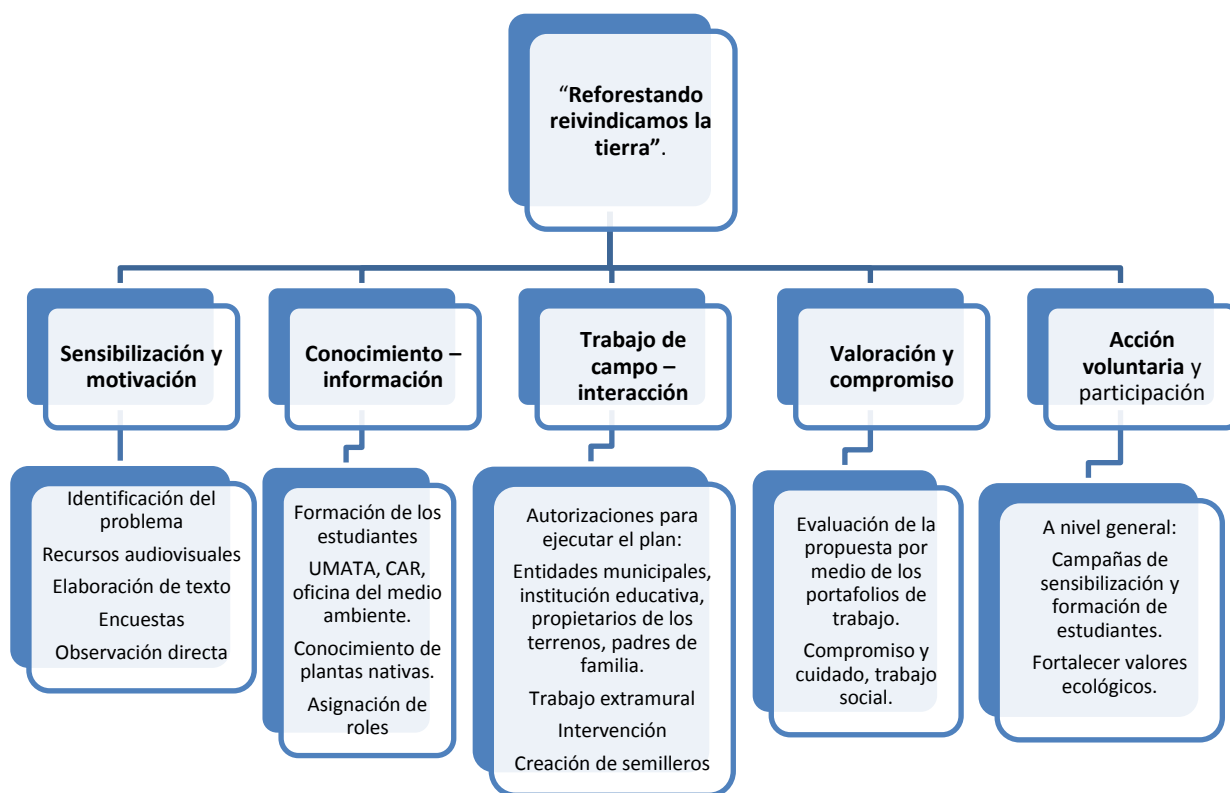 “Reforestando
reivindicamos la
tierra”.
Sensibilización y
motivación
Conocimiento –
información
Trabajo de
campo –
interacción
Valoración y
compromiso
Acción
voluntaria y
participación
Identificación del
problema
Recursos audiovisuales
Elaboración de texto
Encuestas
Observación directa
Formación de los
estudiantes
UMATA, CAR,
oficina del medio
ambiente.
Conocimiento de
plantas nativas.
Asignación de
roles
Autorizaciones para
ejecutar el plan:
Entidades municipales,
institución educativa,
propietarios de los
terrenos, padres de
familia.
Trabajo extramural
Intervención
Creación de semilleros
Evaluación de la
propuesta por
medio de los
portafolios de
trabajo.
Compromiso y
cuidado, trabajo
social.
A nivel general:
Campañas de
sensibilización y
formación de
estudiantes.
Fortalecer valores
ecológicos.